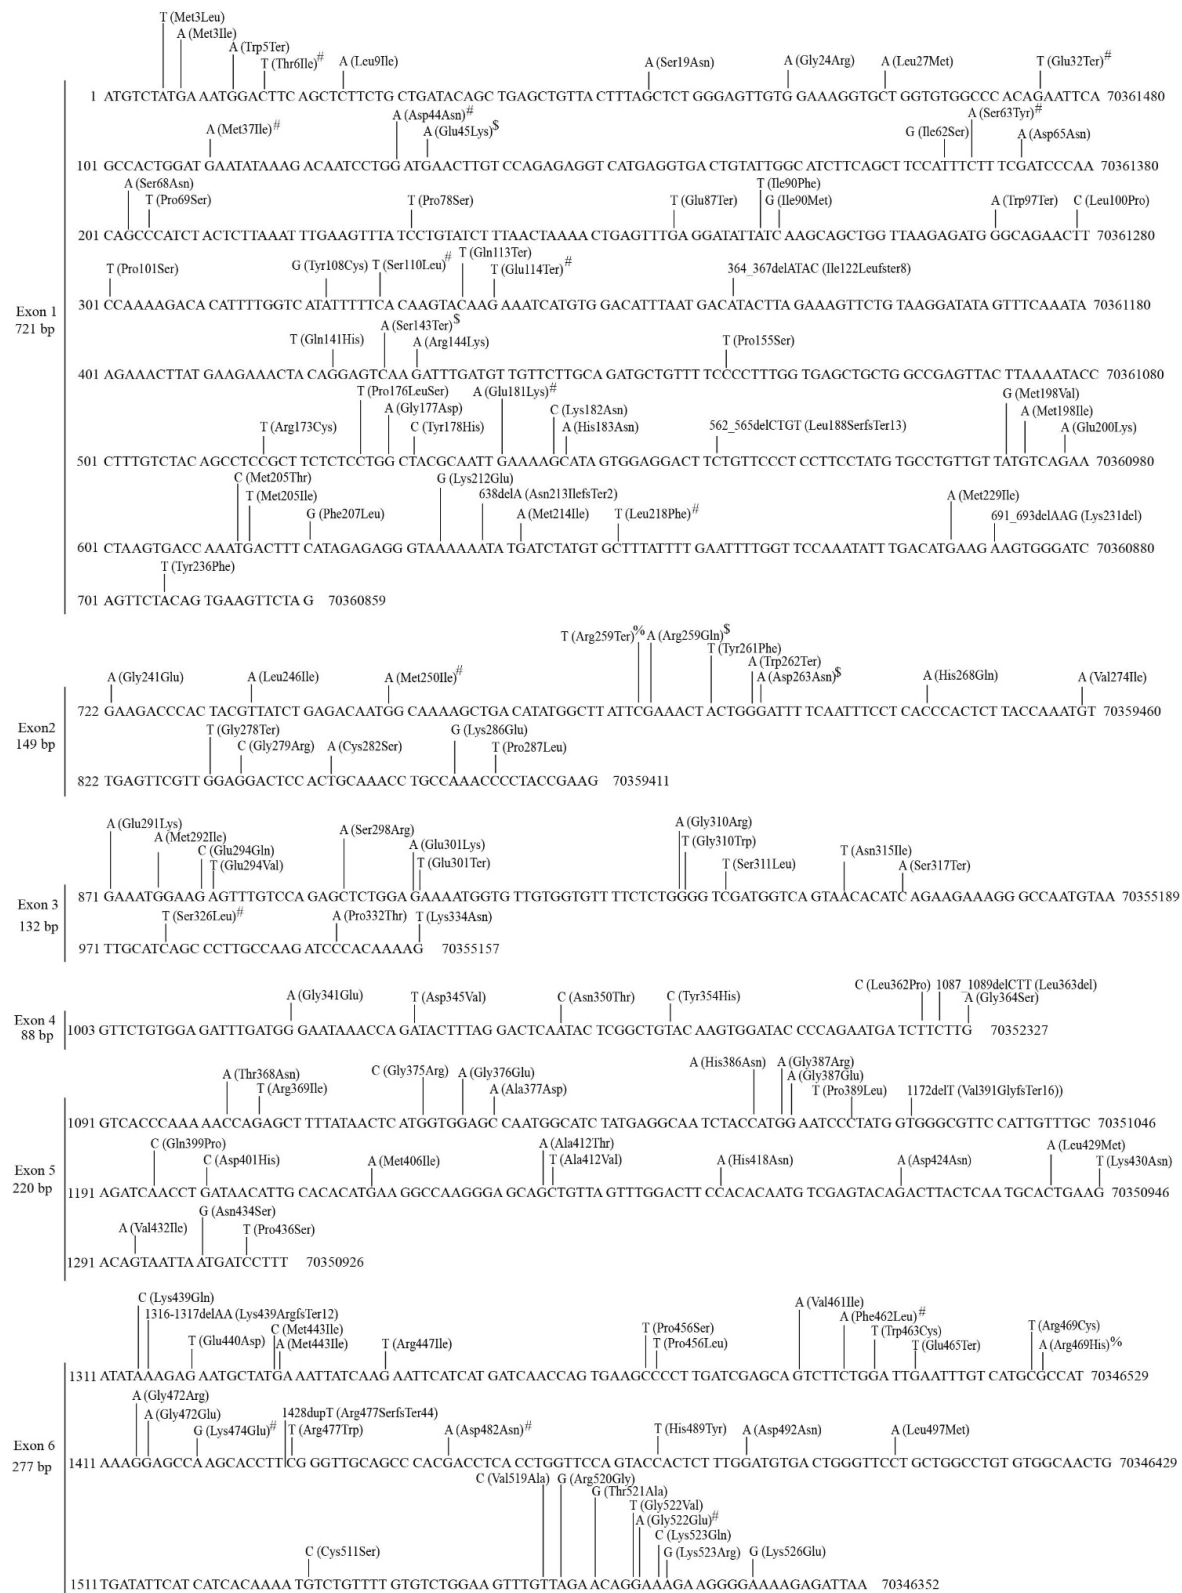 T (Met3Leu)
A (Met3Ile)
A (Trp5Ter)
T (Thr6Ile)# A (Leu9Ile) A (Ser19Asn) A (Gly24Arg) A (Leu27Met) T (Glu32Ter)#
1 ATGTCTATGA AATGGACTTC AGCTCTTCTG CTGATACAGC TGAGCTGTTA CTTTAGCTCT GGGAGTTGTG GAAAGGTGCT GGTGTGGCCC ACAGAATTCA 70361480
A (Asp44Asn)# A (Ser63Tyr)#
A (Met37Ile)# A (Glu45Lys)$ G (Ile62Ser) A (Asp65Asn)
101 GCCACTGGAT GAATATAAAG ACAATCCTGG ATGAACTTGT CCAGAGAGGT CATGAGGTGA CTGTATTGGC ATCTTCAGCT TCCATTTCTT TCGATCCCAA 70361380
A (Ser68Asn) T (Ile90Phe)
T (Pro69Ser) T (Pro78Ser) T (Glu87Ter) G (Ile90Met) A (Trp97Ter) C (Leu100Pro)
201 CAGCCCATCT ACTCTTAAAT TTGAAGTTTA TCCTGTATCT TTAACTAAAA CTGAGTTTGA GGATATTATC AAGCAGCTGG TTAAGAGATG GGCAGAACTT 70361280
T (Gln113Ter)
T (Pro101Ser) G (Tyr108Cys) T (Ser110Leu)# T (Glu114Ter)# 364_367delATAC (Ile122Leufster8)
301 CCAAAAGACA CATTTTGGTC ATATTTTTCA CAAGTACAAG AAATCATGTG GACATTTAAT GACATACTTA GAAAGTTCTG TAAGGATATA GTTTCAAATA 70361180
Exon 1
721 bp
A (Ser143Ter)$
T (Gln141His) A (Arg144Lys) T (Pro155Ser)
401 AGAAACTTAT GAAGAAACTA CAGGAGTCAA GATTTGATGT TGTTCTTGCA GATGCTGTTT TCCCCTTTGG TGAGCTGCTG GCCGAGTTAC TTAAAATACC 70361080
T (Pro176LeuSer) A (Glu181Lys)# G (Met198Val)
A (Gly177Asp) C (Lys182Asn) A (Met198Ile)
T (Arg173Cys) C (Tyr178His) A (His183Asn) 562_565delCTGT (Leu188SerfsTer13) A (Glu200Lys)
501 CTTTGTCTAC AGCCTCCGCT TCTCTCCTGG CTACGCAATT GAAAAGCATA GTGGAGGACT TCTGTTCCCT CCTTCCTATG TGCCTGTTGT TATGTCAGAA 70360980
C (Met205Thr) G (Lys212Glu)
T (Met205Ile) 638delA (Asn213IlefsTer2) A (Met229Ile)
G (Phe207Leu) A (Met214Ile) T (Leu218Phe)# 691_693delAAG (Lys231del)
601 CTAAGTGACC AAATGACTTT CATAGAGAGG GTAAAAAATA TGATCTATGT GCTTTATTTT GAATTTTGGT TCCAAATATT TGACATGAAG AAGTGGGATC 70360880
T (Tyr236Phe)
701 AGTTCTACAG TGAAGTTCTA G 70360859
T (Arg259Ter)% A (Arg259Gln)$
T (Tyr261Phe)
A (Trp262Ter)
A (Gly241Glu) A (Leu246Ile) A (Met250Ile)# A (Asp263Asn)$ A (His268Gln) A (Val274Ile)
722 GAAGACCCAC TACGTTATCT GAGACAATGG CAAAAGCTGA CATATGGCTT ATTCGAAACT ACTGGGATTT TCAATTTCCT CACCCACTCT TACCAAATGT 70359460
Exon2
149 bp
T (Gly278Ter) G (Lys286Glu)
C (Gly279Arg) A (Cys282Ser) T (Pro287Leu)
822 TGAGTTCGTT GGAGGACTCC ACTGCAAACC TGCCAAACCC CTACCGAAG 70359411
A (Glu291Lys) A (Gly310Arg)
A (Met292Ile) A (Ser298Arg) T (Gly310Trp)
C (Glu294Gln) A (Glu301Lys) T (Asn315Ile)
T (Glu294Val) T (Glu301Ter) T (Ser311Leu) A (Ser317Ter)
871 GAAATGGAAG AGTTTGTCCA GAGCTCTGGA GAAAATGGTG TTGTGGTGTT TTCTCTGGGG TCGATGGTCA GTAACACATC AGAAGAAAGG GCCAATGTAA 70355189
Exon 3
132 bp
T (Ser326Leu)# A (Pro332Thr) T (Lys334Asn)
971 TTGCATCAGC CCTTGCCAAG ATCCCACAAAAG 70355157
C (Leu362Pro) 1087_1089delCTT (Leu363del)
A (Gly341Glu) T (Asp345Val) C (Asn350Thr) C (Tyr354His) A (Gly364Ser)
Exon 4
88 bp
1003 GTTCTGTGGA GATTTGATGG GAATAAACCA GATACTTTAG GACTCAATAC TCGGCTGTAC AAGTGGATAC CCCAGAATGA TCTTCTTG 70352327
A (Thr368Asn) C (Gly375Arg) A (Gly376Glu) A (His386Asn) A (Gly387Arg)
A (Gly387Glu)
T (Arg369Ile) A (Ala377Asp) T (Pro389Leu) 1172delT (Val391GlyfsTer16))
1091 GTCACCCAAA AACCAGAGCT TTTATAACTC ATGGTGGAGC CAATGGCATC TATGAGGCAA TCTACCATGG AATCCCTATG GTGGGCGTTC CATTGTTTGC 70351046
Exon 5
220 bp
C (Gln399Pro) A (Ala412Thr) A (Leu429Met)
C (Asp401His) A (Met406Ile) T (Ala412Val) A (His418Asn) A (Asp424Asn) T (Lys430Asn)
1191 AGATCAACCT GATAACATTG CACACATGAA GGCCAAGGGA GCAGCTGTTA GTTTGGACTT CCACACAATG TCGAGTACAG ACTTACTCAA TGCACTGAAG 70350946
G (Asn434Ser)
A (Val432Ile) T (Pro436Ser)
1291 ACAGTAATTA ATGATCCTTT 70350926
C (Lys439Gln)
1316-1317delAA (Lys439ArgfsTer12) A (Val461Ile)
C (Met443Ile) T (Pro456Ser) A (Phe462Leu)# T (Arg469Cys)
T (Glu440Asp) A (Met443Ile) T (Arg447Ile) T (Pro456Leu) T (Trp463Cys) T (Glu465Ter) A (Arg469His)%
1311 ATATAAAGAG AATGCTATGA AATTATCAAG AATTCATCAT GATCAACCAG TGAAGCCCCT TGATCGAGCA GTCTTCTGGA TTGAATTTGT CATGCGCCAT 70346529
A (Gly472Arg)
A (Gly472Glu) 1428dupT (Arg477SerfsTer44)
G (Lys474Glu)# T (Arg477Trp) A (Asp482Asn)# T (His489Tyr) A (Asp492Asn) A (Leu497Met)
Exon 6
277 bp
1411 AAAGGAGCCA AGCACCTTCG GGTTGCAGCC CACGACCTCA CCTGGTTCCA GTACCACTCT TTGGATGTGA CTGGGTTCCT GCTGGCCTGT GTGGCAACTG 70346429
C (Val519Ala) G (Arg520Gly)
G (Thr521Ala)
T (Gly522Val)
A (Gly522Glu)#
C (Lys523Gln)
C (Cys511Ser) G (Lys523Arg) G (Lys526Glu)
1511 TGATATTCAT CATCACAAAA TGTCTGTTTT GTGTCTGGAA GTTTGTTAGA ACAGGAAAGA AGGGGAAAAG AGATTAA 70346352